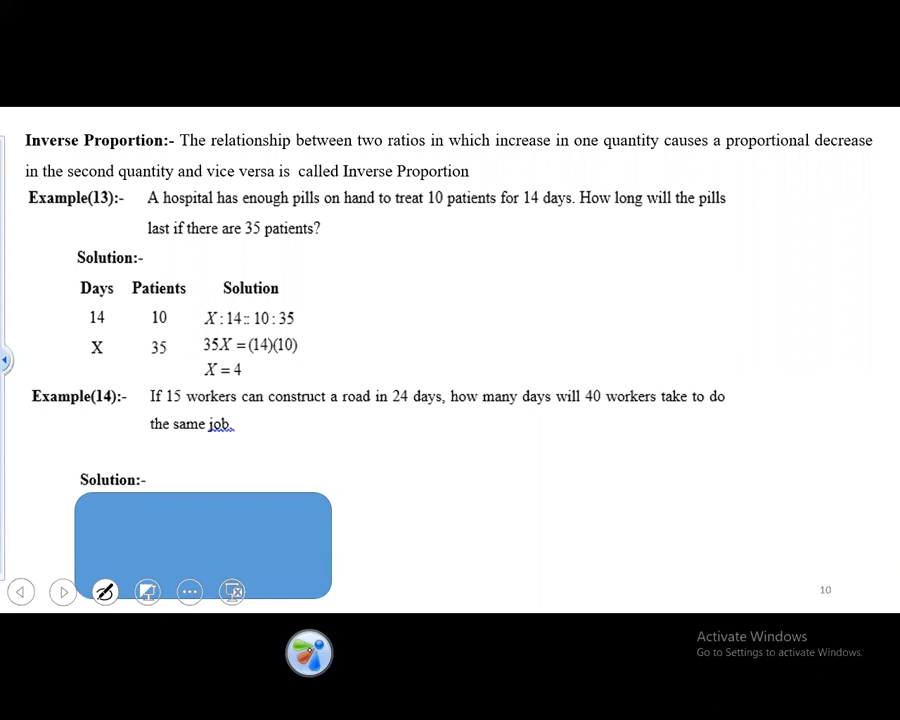 Inverse Proportion:- The relationship between two ratios in which increase in one quantity causes a proportional decrease
in the second quantity and vice versa is called Inverse Proportion
Example(13):- A hospital has enough pills on hand to treat 10 patients for 14 days. How long will the pills
last if there are 35 patients?
Solution:-
Days Patients Solution
14 10 X : 14 :: 10 : 35
X 35 35X = (14)(10)
X = 4
Example(14):- If 15 workers can construct a road in 24 days, how many days will 40 workers take to do
the same job.
Solution:-
10
Activate Windows
Go to Settings to activate Windows.